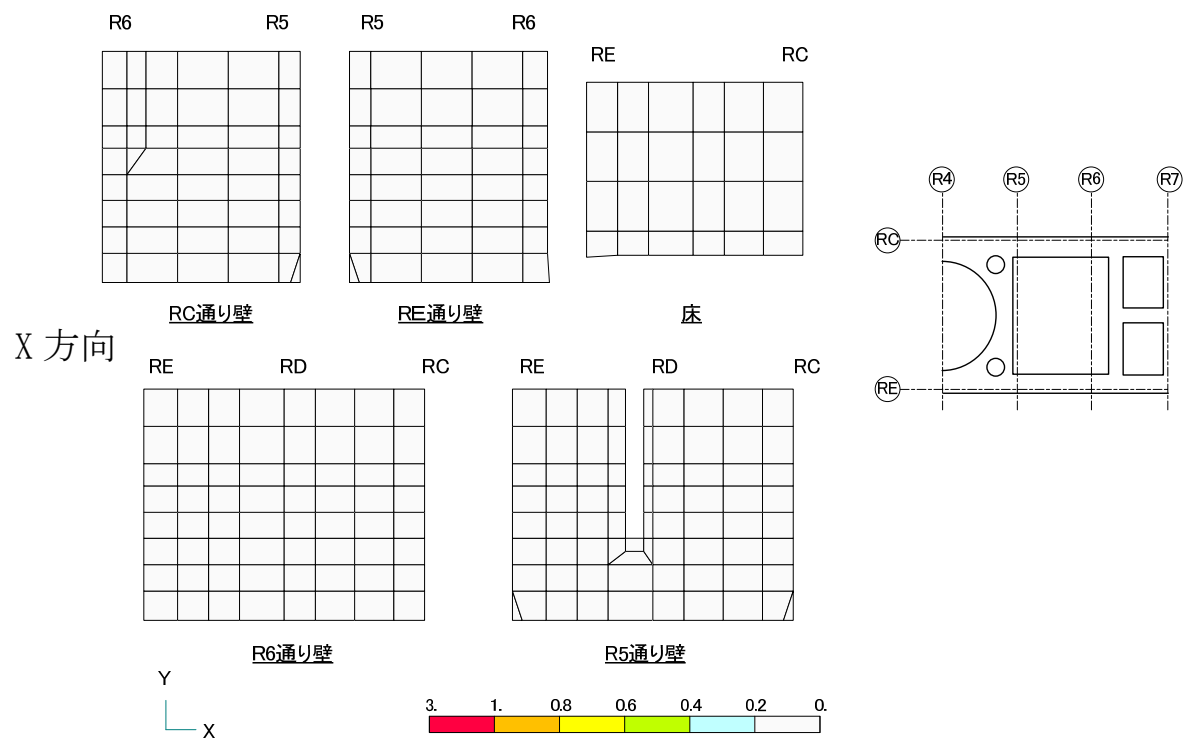 R6 R5 R5 R6
RE RC
RC通り壁 RE通り壁 床
X 方向
RE RD RC RE RD RC
R6通り壁 R5通り壁
Y
X
3. 1. 0.8 0.6 0.4 0.2 0.
R4 R5 R6 R7
RC
RE